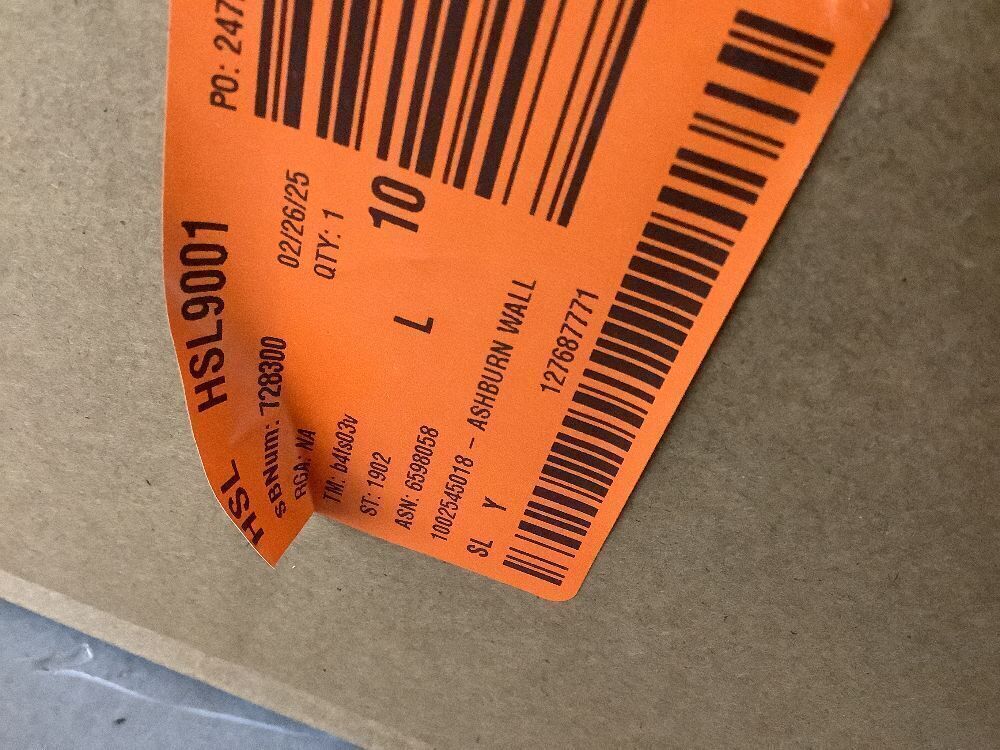 HSL HSL9001 PO: 247
SBNum: 728300 02/26/25
RGA: NA QTY: 1
TM: b4ls03v
ST: 1902 L 10
ASN: 6598058
1002545018 - ASHBURN WALL
SL Y
127687771